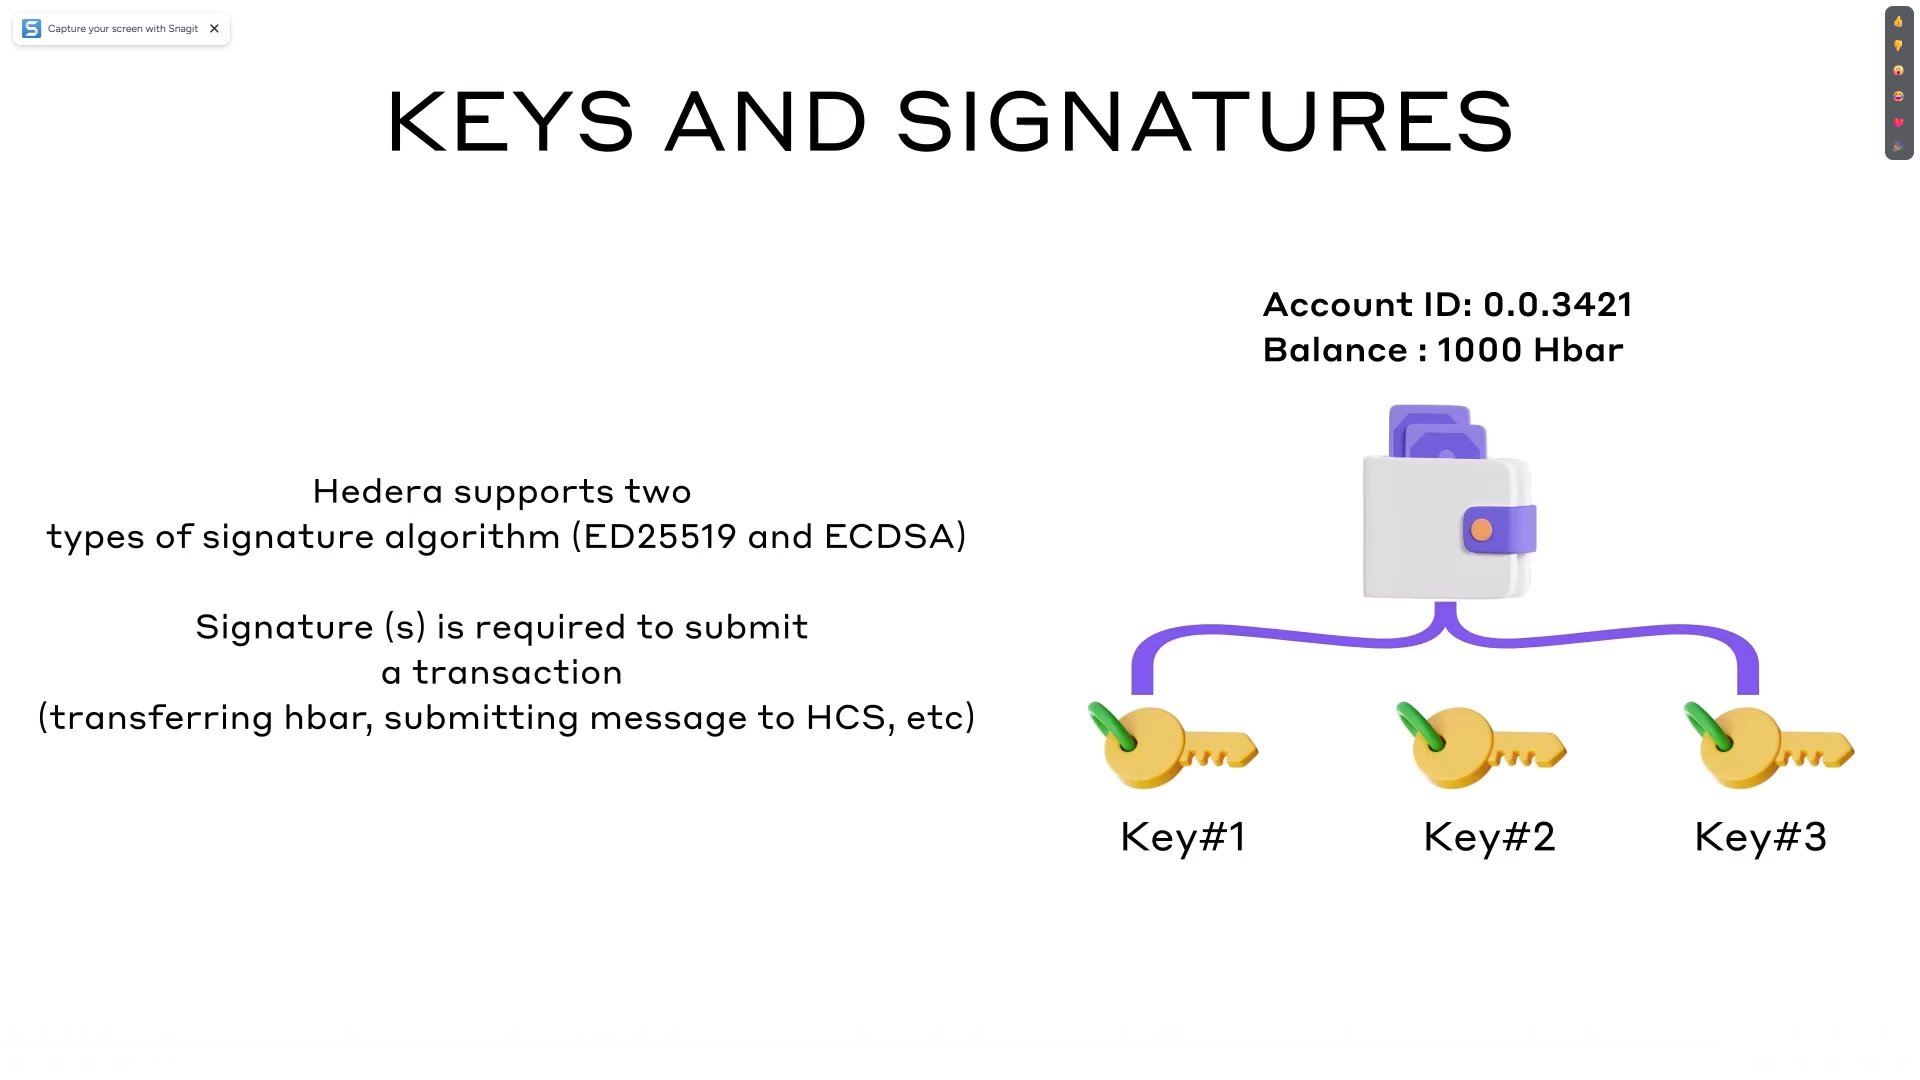 Capture your screen with Snagit
KEYS AND SIGNATURES
Account ID: 0.0.3421
Balance : 1000 Hbar
Hedera supports two
types of signature algorithm (ED25519 and ECDSA)
Signature (s) is required to submit
a transaction
(transferring hbar, submitting message to HCS, etc)
Key#1
Key#2
Key#3